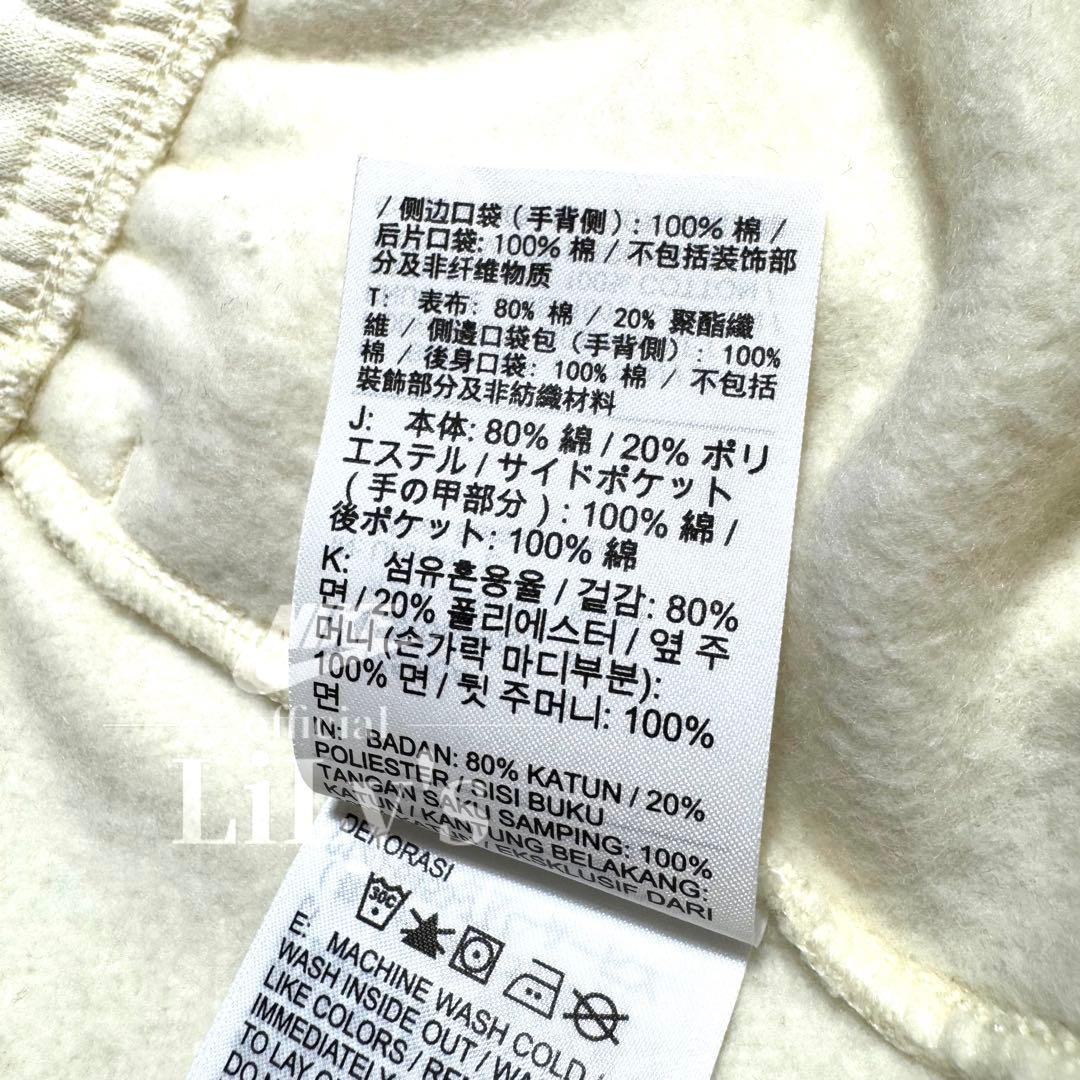 / 侧边口袋（手背侧）: 100% 棉 /
后片口袋: 100% 棉 / 不包括装饰部
分及非纤维物质
T: 表布: 80% 棉 / 20% 聚酯纖
維 / 側邊口袋包（手背側）: 100%
棉 / 後身口袋: 100% 棉 / 不包括
裝飾部分及非紡織材料
J: 本体: 80% 綿 / 20% ポリ
エステル / サイドポケット
（手の甲部分）: 100% 綿 /
後ポケット: 100% 綿
K: 섬유혼용율 / 겉감: 80%
면 / 20% 폴리에스터 / 옆 주
머니 (손가락 마디부분):
100% 면 / 뒷 주머니: 100%
면
IN: BADAN: 80% KATUN / 20%
POLIESTER / SISI BUKU
TANGAN SAKU SAMPING: 100%
KATUN / KANTUNG BELAKANG:
EKSKLUSIF DARI
DEKORASI
30C
E: MACHINE WASH COLD /
WASH INSIDE OUT /
LIKE COLORS /
IMMEDIATELY
TO LAY
official
LiLy's